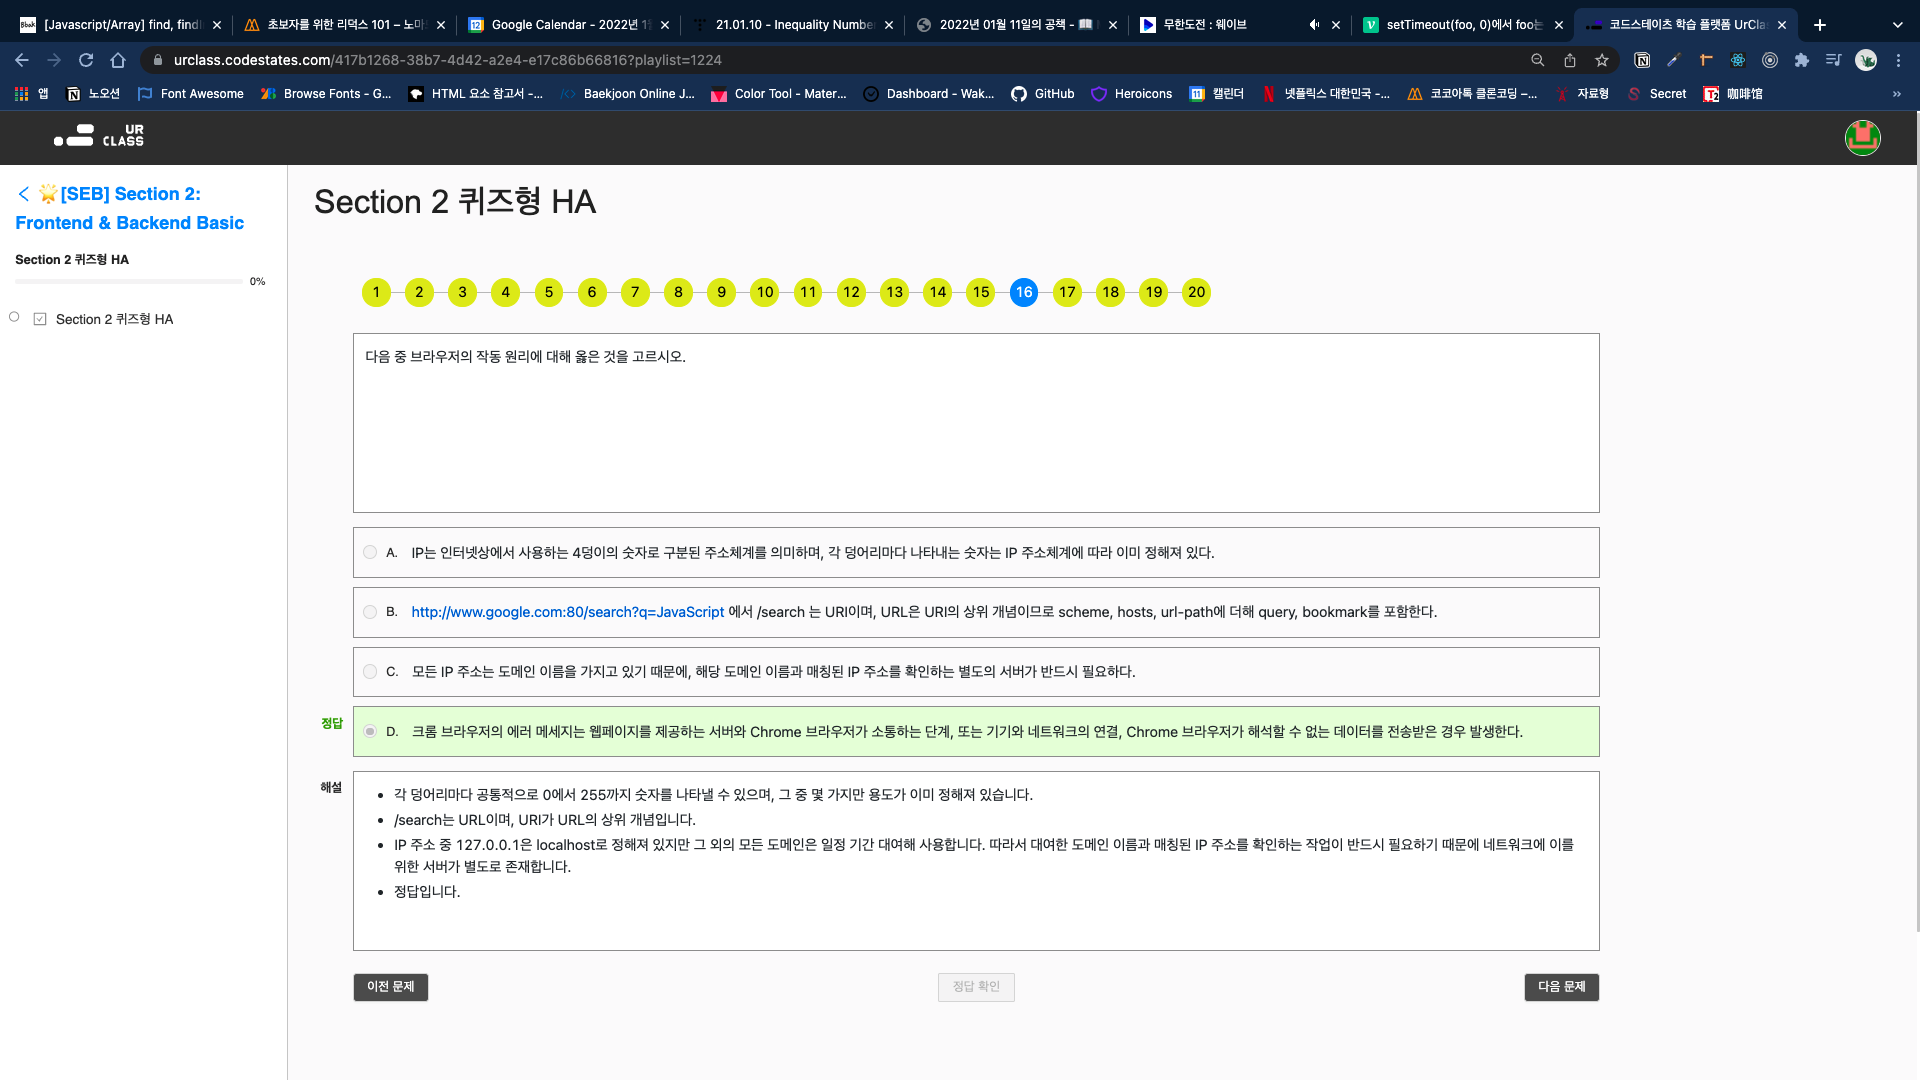 [Javascript/Array] find, findI
초보자를 위한 리덕스 101 – 노마
Google Calendar - 2022년 1
21.01.10 - Inequality Number
2022년 01월 11일의 공책 - 📖
무한도전 : 웨이브
setTimeout(foo, 0)에서 foo는
코드스테이츠 학습 플랫폼 UrCla
urclass.codestates.com/417b1268-38b7-4d42-a2e4-e17c86b66816?playlist=1224
앱
노오션
Font Awesome
Browse Fonts - G...
HTML 요소 참고서 -...
Baekjoon Online J...
Color Tool - Mater...
Dashboard - Wak...
GitHub
Heroicons
캘린더
넷플릭스 대한민국 -...
코코아톡 클론코딩 –...
자료형
Secret
咖啡馆
UR
CLASS
🌟[SEB] Section 2:
Frontend & Backend Basic
Section 2 퀴즈형 HA
0%
Section 2 퀴즈형 HA
Section 2 퀴즈형 HA
1 2 3 4 5 6 7 8 9 10 11 12 13 14 15 16 17 18 19 20
다음 중 브라우저의 작동 원리에 대해 옳은 것을 고르시오.
A. IP는 인터넷상에서 사용하는 4덩이의 숫자로 구분된 주소체계를 의미하며, 각 덩어리마다 나타내는 숫자는 IP 주소체계에 따라 이미 정해져 있다.
B. http://www.google.com:80/search?q=JavaScript 에서 /search 는 URI이며, URL은 URI의 상위 개념이므로 scheme, hosts, url-path에 더해 query, bookmark를 포함한다.
C. 모든 IP 주소는 도메인 이름을 가지고 있기 때문에, 해당 도메인 이름과 매칭된 IP 주소를 확인하는 별도의 서버가 반드시 필요하다.
정답
D. 크롬 브라우저의 에러 메세지는 웹페이지를 제공하는 서버와 Chrome 브라우저가 소통하는 단계, 또는 기기와 네트워크의 연결, Chrome 브라우저가 해석할 수 없는 데이터를 전송받은 경우 발생한다.
해설
• 각 덩어리마다 공통적으로 0에서 255까지 숫자를 나타낼 수 있으며, 그 중 몇 가지만 용도가 이미 정해져 있습니다.
• /search는 URL이며, URI가 URL의 상위 개념입니다.
• IP 주소 중 127.0.0.1은 localhost로 정해져 있지만 그 외의 모든 도메인은 일정 기간 대여해 사용합니다. 따라서 대여한 도메인 이름과 매칭된 IP 주소를 확인하는 작업이 반드시 필요하기 때문에 네트워크에 이를
위한 서버가 별도로 존재합니다.
• 정답입니다.
이전 문제
정답 확인
다음 문제